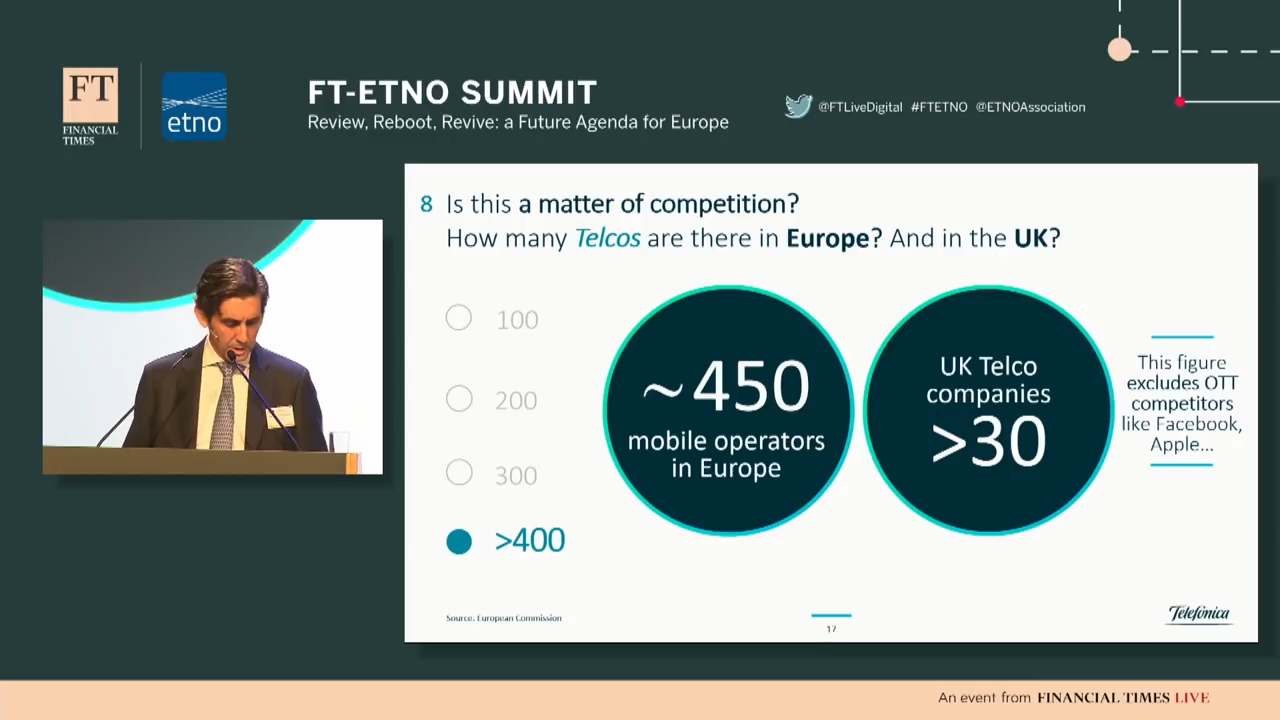 FT
FINANCIAL
TIMES
etno
FT-ETNO SUMMIT
Review, Reboot, Revive: a Future Agenda for Europe
@FTLiveDigital #FTETNO @ETNOAssociation
8 Is this a matter of competition?
How many Telcos are there in Europe? And in the UK?
100
200
300
>400
~450
mobile operators
in Europe
UK Telco
companies
>30
This figure
excludes OTT
competitors
like Facebook,
Apple...
Source: European Commission
17
Telefónica
An event from FINANCIAL TIMES LIVE